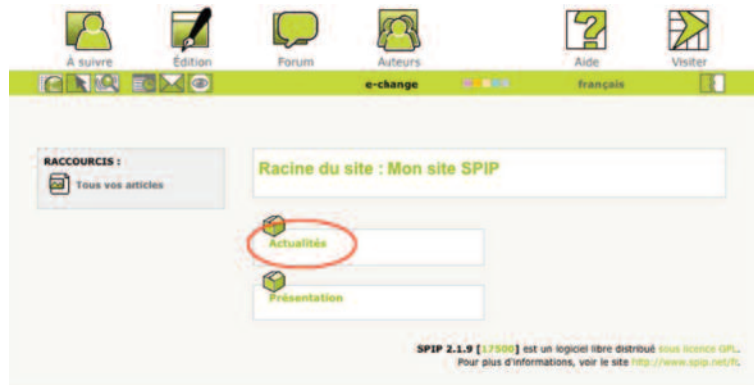 À suivre Édition Forum Auteurs Aide Visiter
e-change français
RACCOURCIS :
Tous vos articles
Racine du site : Mon site SPIP
Actualités
Présentation
SPIP 2.1.9 [17500] est un logiciel libre distribué sous licence GPL.
Pour plus d'informations, voir le site http://www.spip.net/fr.